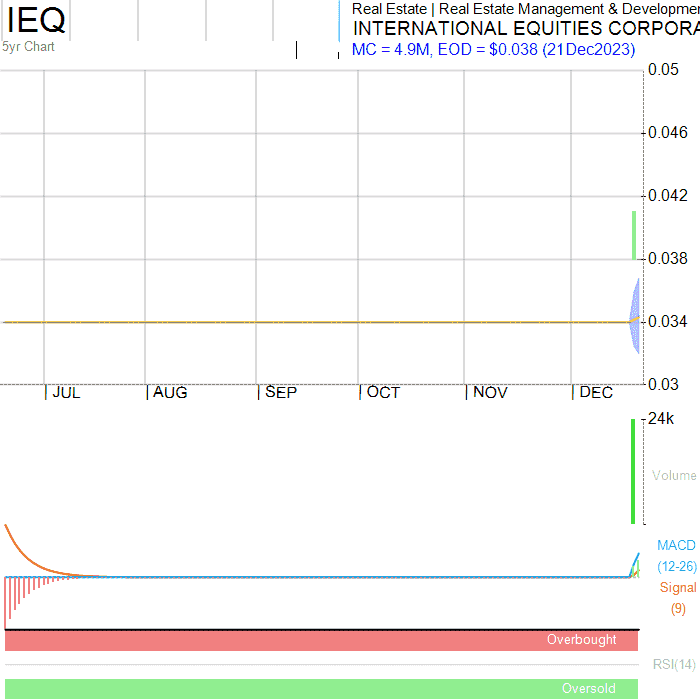 IEQ
Real Estate | Real Estate Management & Developmen
INTERNATIONAL EQUITIES CORPORA
5yr Chart
MC = 4.9M, EOD = $0.038 (21Dec2023)
0.05
0.046
0.042
0.038
0.034
0.03
JUL
AUG
SEP
OCT
NOV
DEC
24k
Volume
MACD
(12-26)
Signal
(9)
Overbought
RSI(14)
Oversold